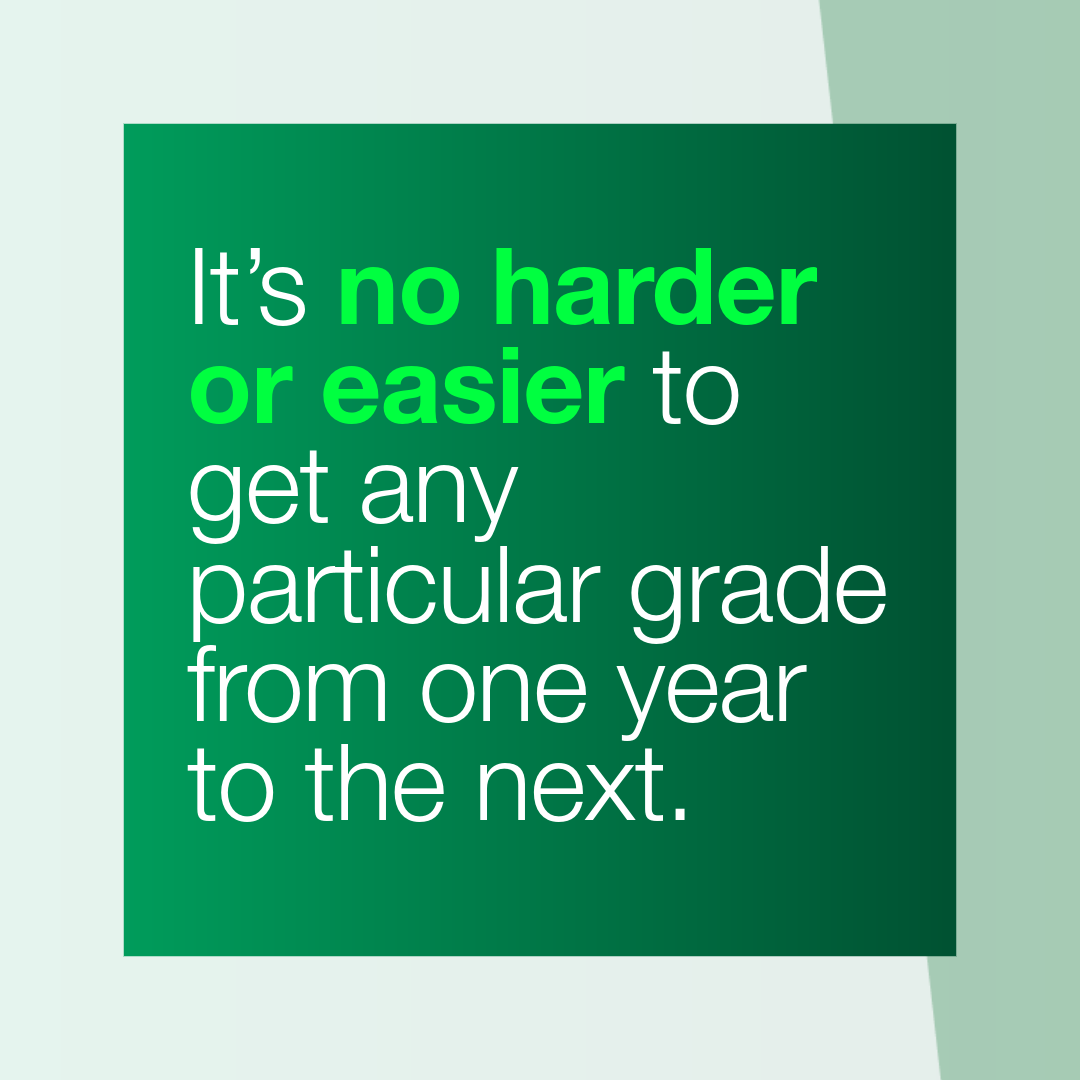 It’s no harder
or easier to
get any
particular grade
from one year
to the next.